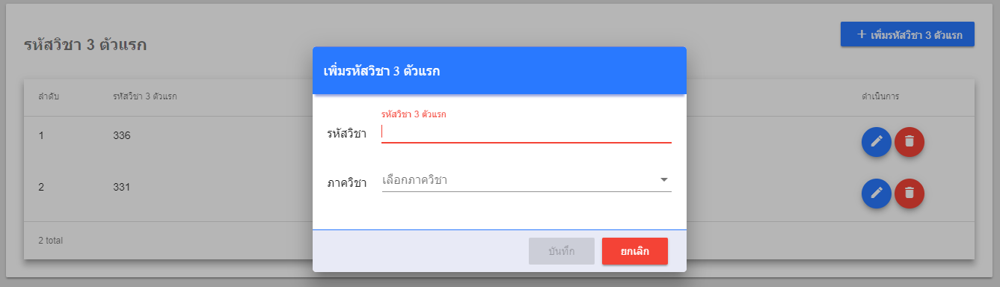 รหัสวิชา 3 ตัวแรก
+ เพิ่มรหัสวิชา 3 ตัวแรก
ลำดับ รหัสวิชา 3 ตัวแรก ดำเนินการ
1 336
2 331
2 total
เพิ่มรหัสวิชา 3 ตัวแรก
รหัสวิชา 3 ตัวแรก
รหัสวิชา
ภาควิชา เลือกภาควิชา
บันทึก ยกเลิก